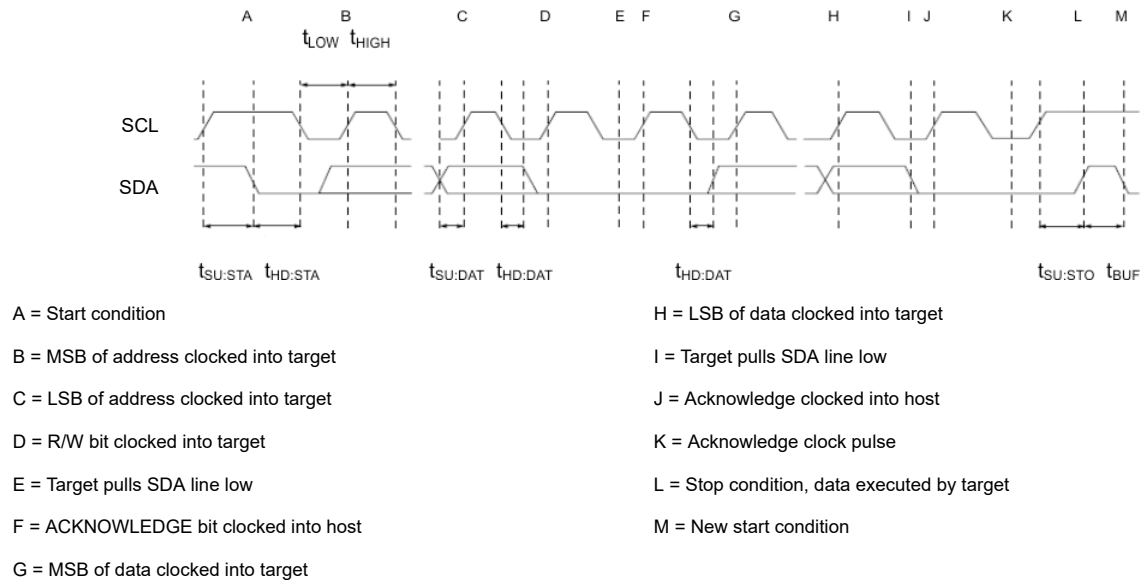 A B C D E F G H I J K L M
tLOW tHIGH
SCL
SDA
tSU:STA tHD:STA tSU:DAT tHD:DAT tHD:DAT tSU:STO tBUF
A = Start condition
B = MSB of address clocked into target
C = LSB of address clocked into target
D = R/W bit clocked into target
E = Target pulls SDA line low
F = ACKNOWLEDGE bit clocked into host
G = MSB of data clocked into target
H = LSB of data clocked into target
I = Target pulls SDA line low
J = Acknowledge clocked into host
K = Acknowledge clock pulse
L = Stop condition, data executed by target
M = New start condition